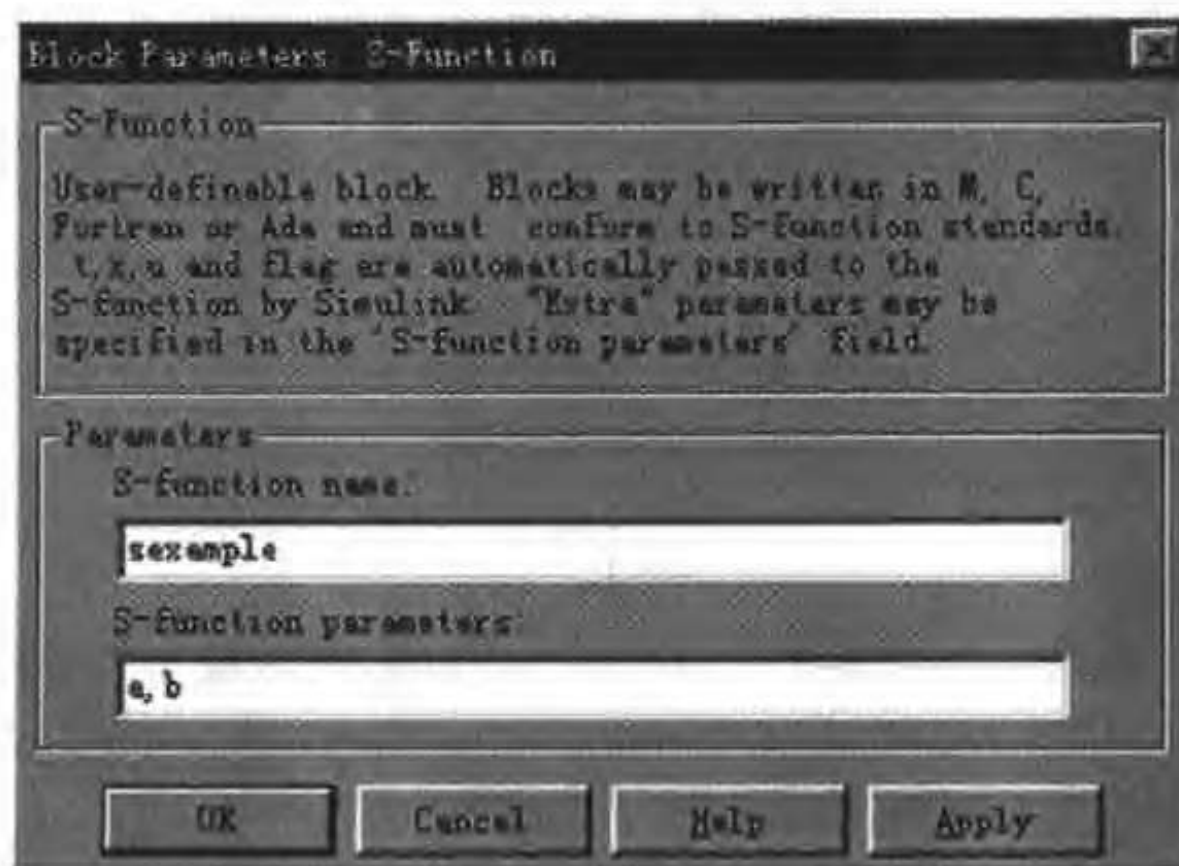 Block Parameters: S-Function
S-Function
User-definable block. Blocks may be written in M, C,
Fortran or Ada and must conform to S-function standards.
t,x,u and flag are automatically passed to the
S-function by Simulink. "Extra" parameters may be
specified in the 'S-function parameters' field.
Parameters
S-function name:
sexample
S-function parameters:
a, b
OK
Cancel
Help
Apply